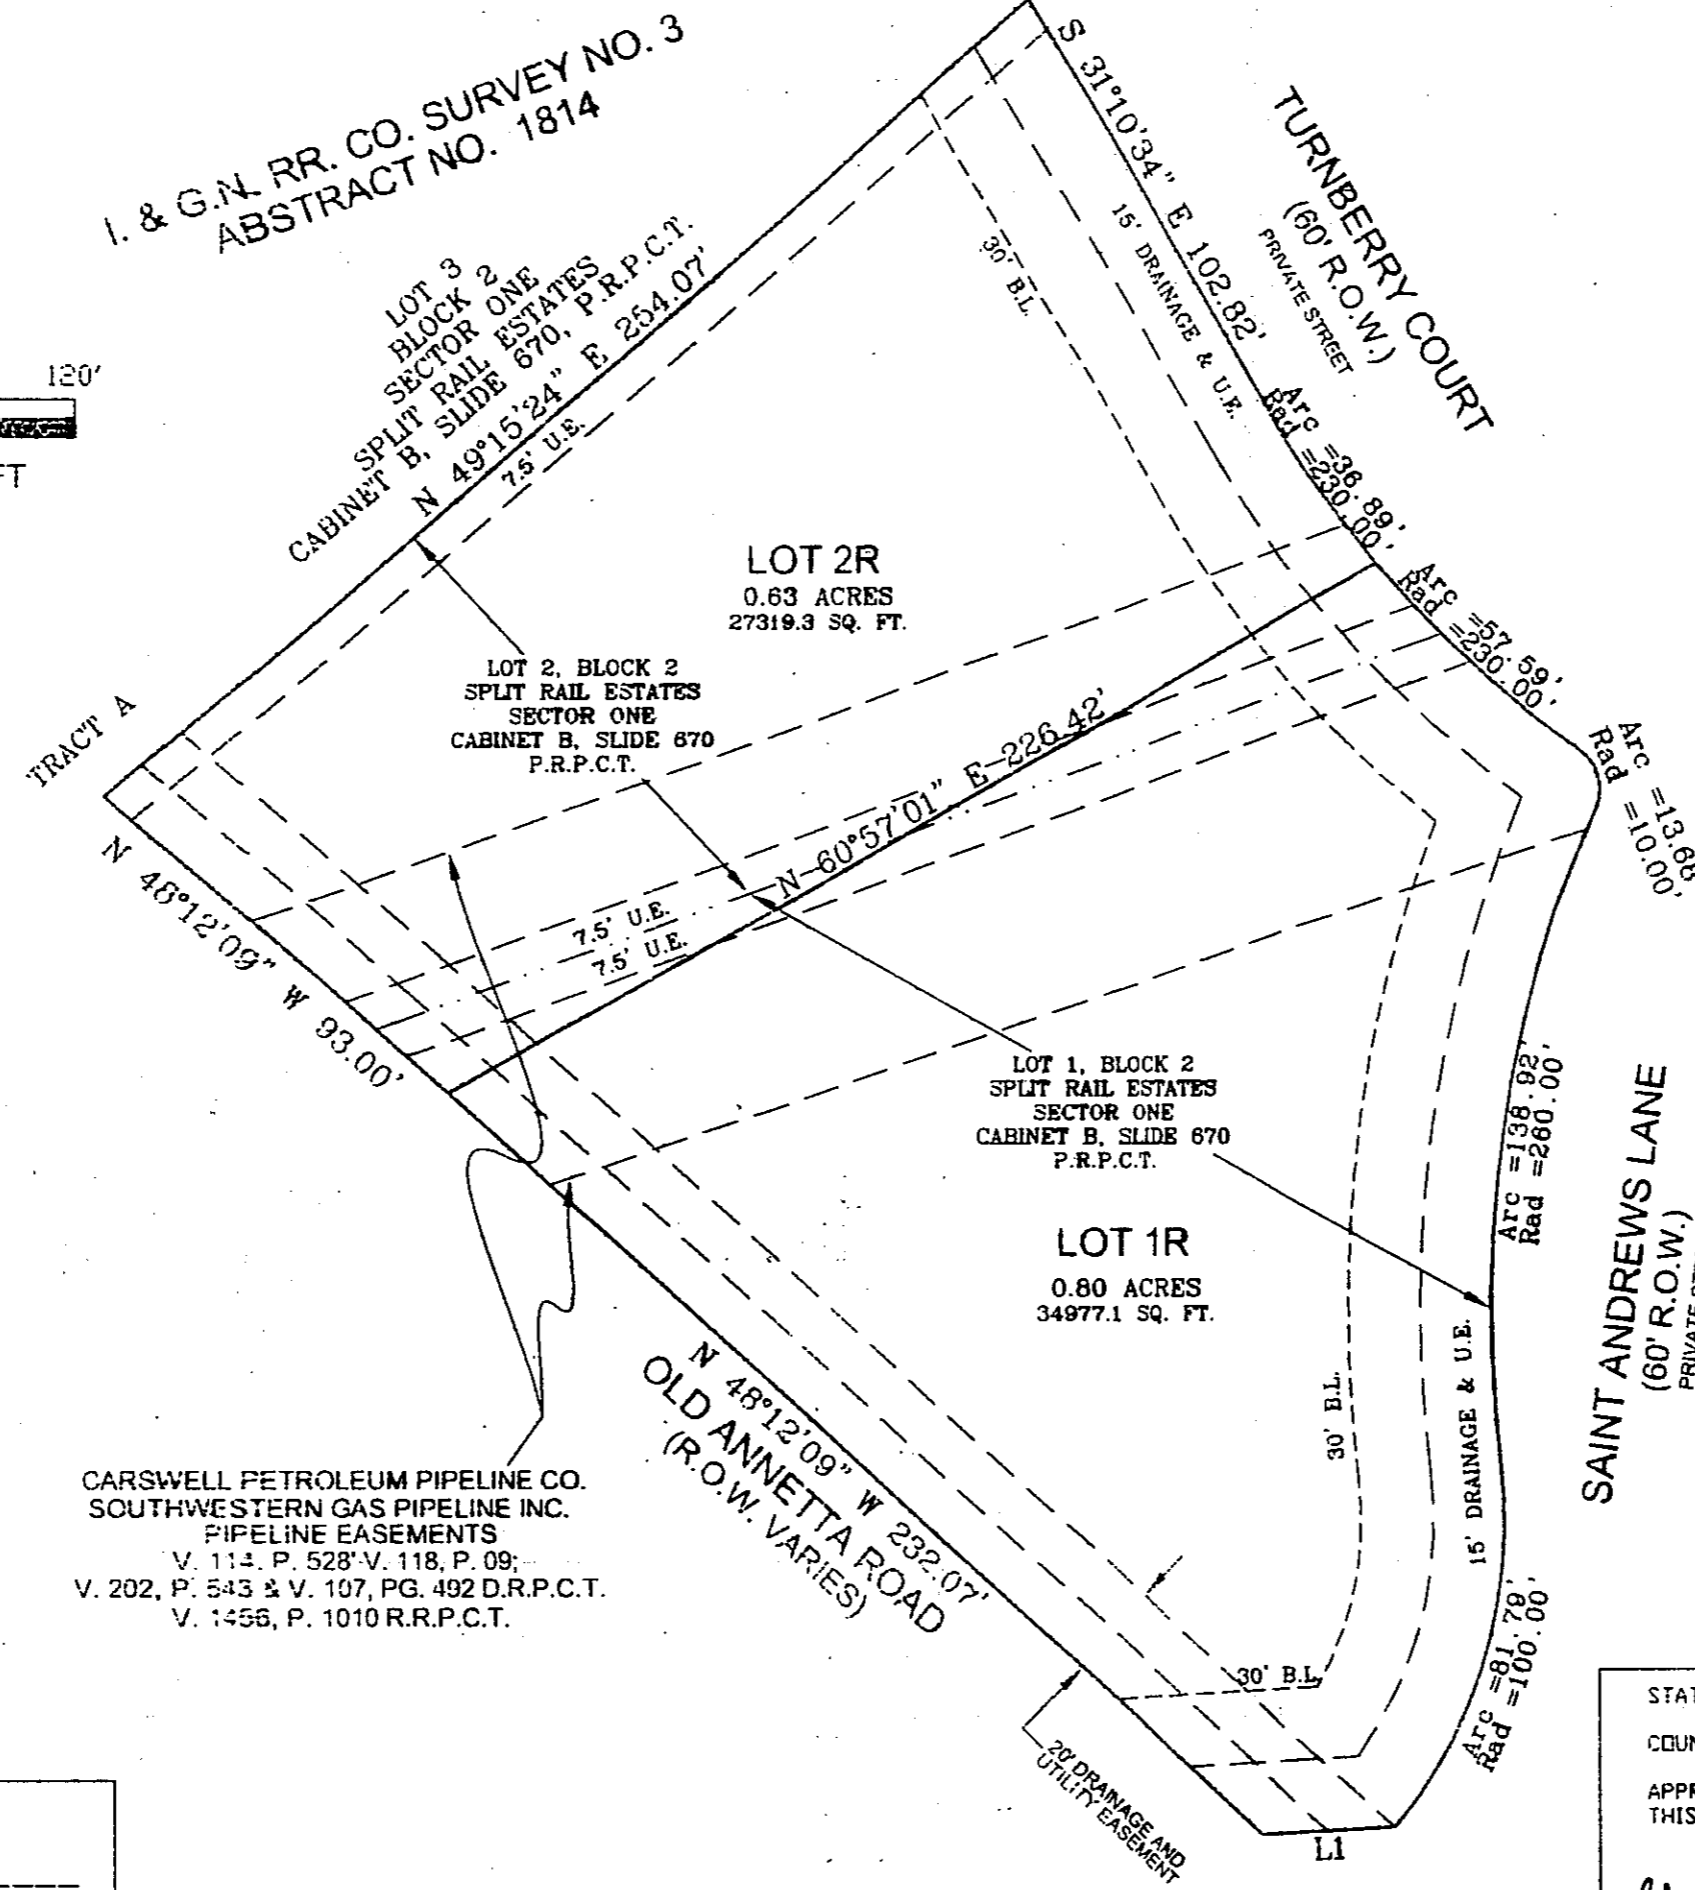 I. & G.N. RR. CO. SURVEY NO. 3
ABSTRACT NO. 1814
120'
FT
LOT 3
BLOCK 2
SECTOR ONE
SPLIT RAIL ESTATES
CABINET B, SLIDE 670, P.R.P.C.T.
N 49°15'24" E 254.07'
7.5' U.E.
S 31°10'34" E 102.82'
15' DRAINAGE & U.E.
30' B.L.
TURNBERRY COURT
(60' R.O.W.)
PRIVATE STREET
Arc =36.89'
Rad =230.00'
LOT 2R
0.63 ACRES
27319.3 SQ. FT.
Arc =57.59'
Rad =230.00'
LOT 2, BLOCK 2
SPLIT RAIL ESTATES
SECTOR ONE
CABINET B, SLIDE 670
P.R.P.C.T.
TRACT A
Arc =13.68
Rad =10.00'
N 60°57'01" E 226.42'
N 48°12'09" W 93.00'
7.5' U.E.
7.5' U.E.
LOT 1, BLOCK 2
SPLIT RAIL ESTATES
SECTOR ONE
CABINET B, SLIDE 670
P.R.P.C.T.
Arc =138.92'
Rad =260.00'
SAINT ANDREWS LANE
(60' R.O.W.)
PRIVATE
LOT 1R
0.80 ACRES
34977.1 SQ. FT.
30' B.L.
15' DRAINAGE & U.E.
N 48°12'09" W 232.07'
OLD ANNETTA ROAD
(R.O.W. VARIES)
CARSWELL PETROLEUM PIPELINE CO.
SOUTHWESTERN GAS PIPELINE INC.
PIPELINE EASEMENTS
V. 114, P. 528' V. 118, P. 09;
V. 202, P. 543 & V. 107, PG. 492 D.R.P.C.T.
V. 1456, P. 1010 R.R.P.C.T.
Arc =81.79'
Rad =100.00'
30' B.L.
20' DRAINAGE AND
UTILITY EASEMENT
L1
STAT
COUN
APPR
THIS